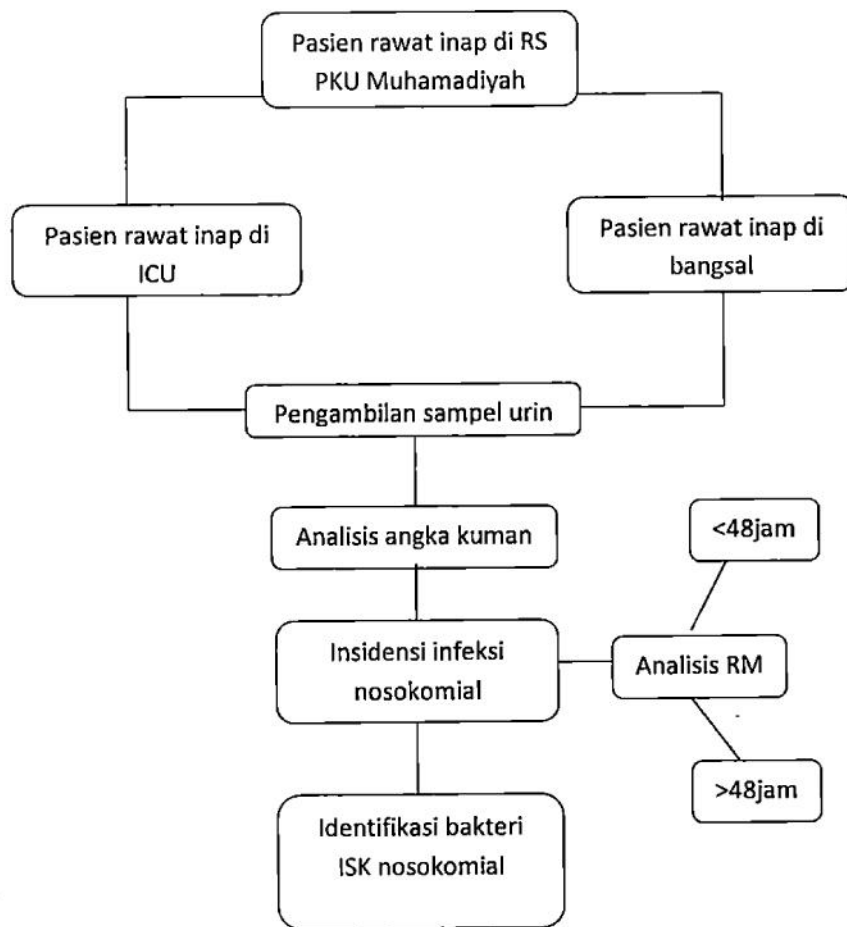 Pasien rawat inap di RS
PKU Muhamadiyah
Pasien rawat inap di
ICU
Pasien rawat inap di
bangsal
Pengambilan sampel urin
Analisis angka kuman
<48jam
Insidensi infeksi
nosokomial
Analisis RM
>48jam
Identifikasi bakteri
ISK nosokomial